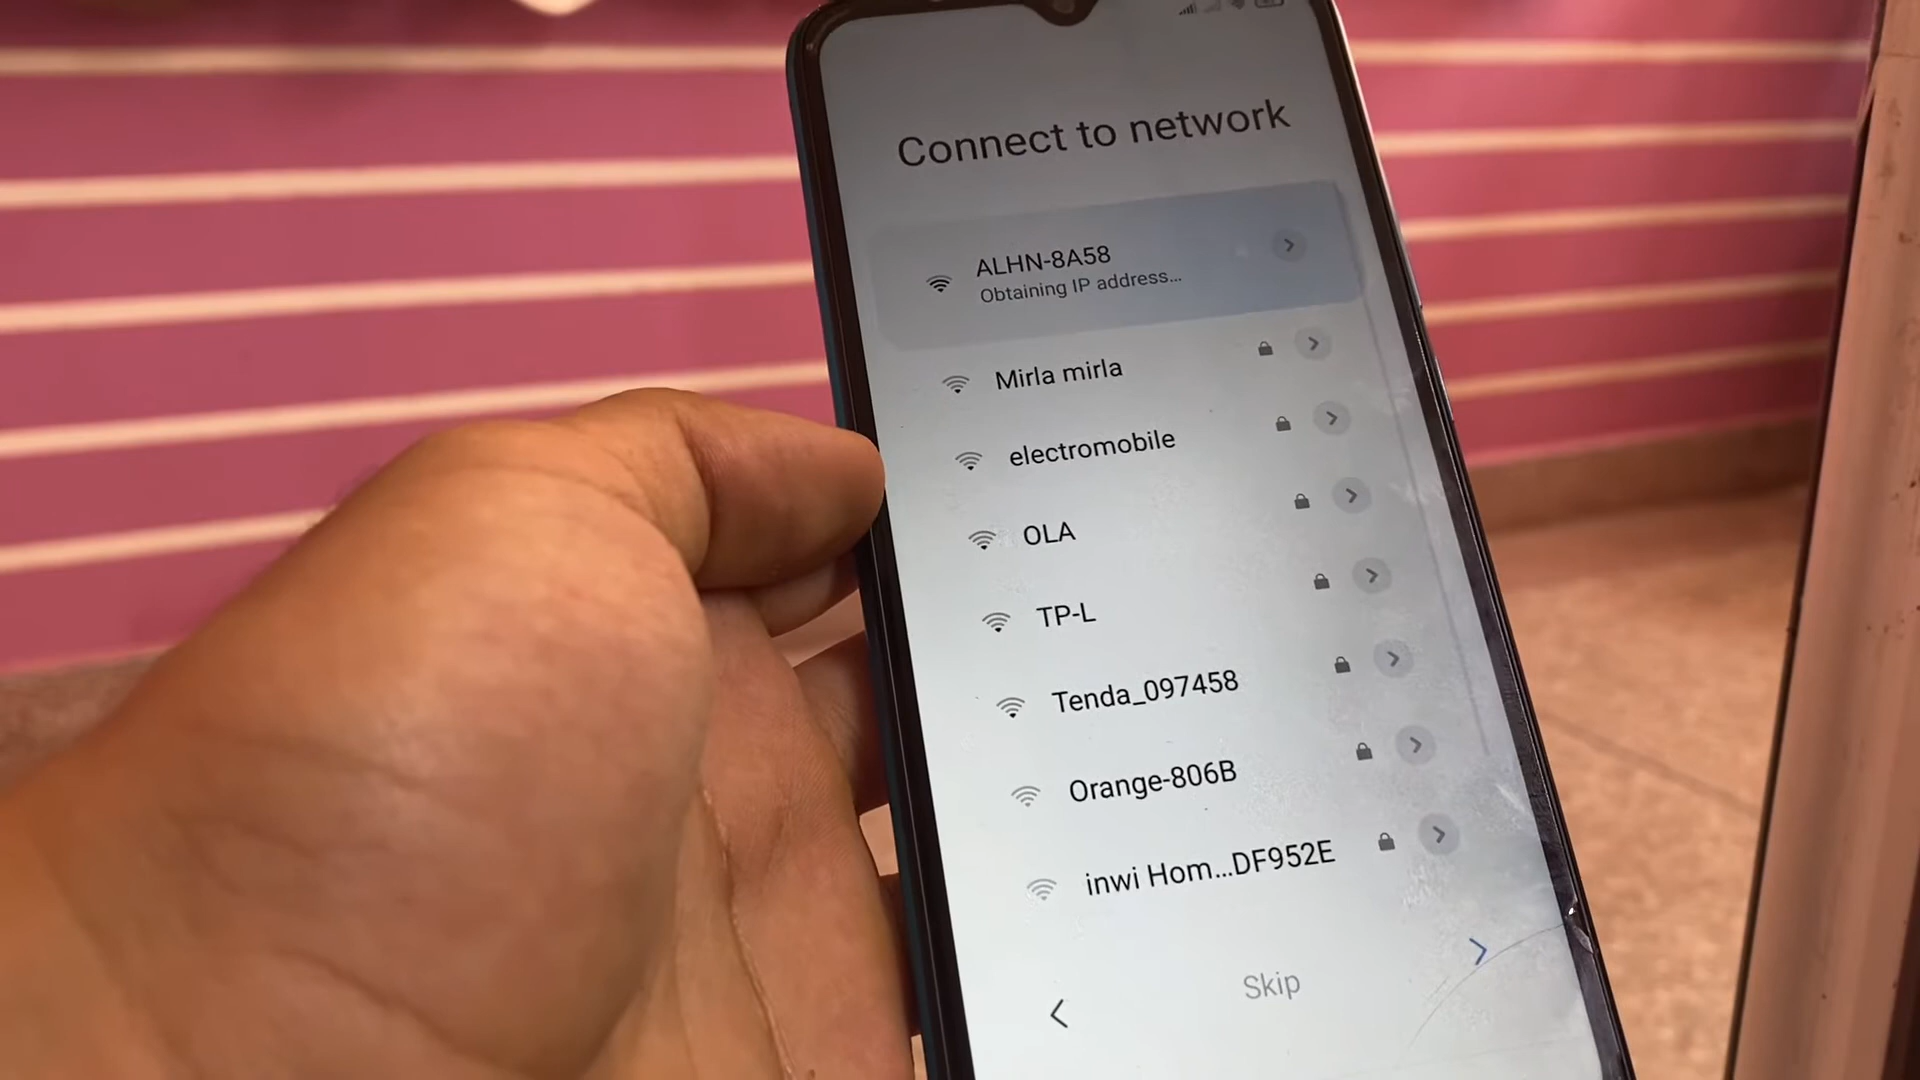 Connect to network
ALHN-8A58
Obtaining IP address...
Mirla mirla
electromobile
OLA
TP-L
Tenda_097458
Orange-806B
inwi Hom...DF952E
Skip